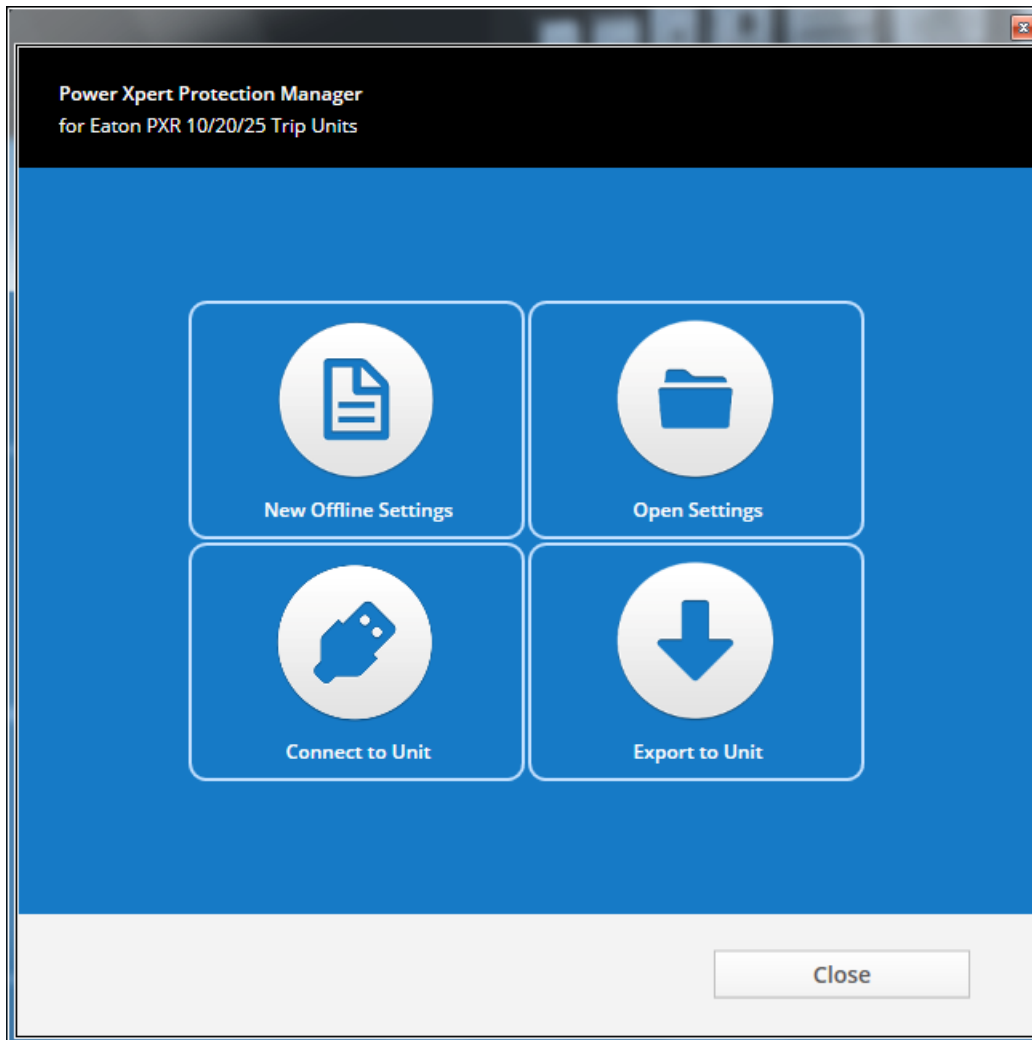 Power Xpert Protection Manager
for Eaton PXR 10/20/25 Trip Units
New Offline Settings
Open Settings
Connect to Unit
Export to Unit
Close